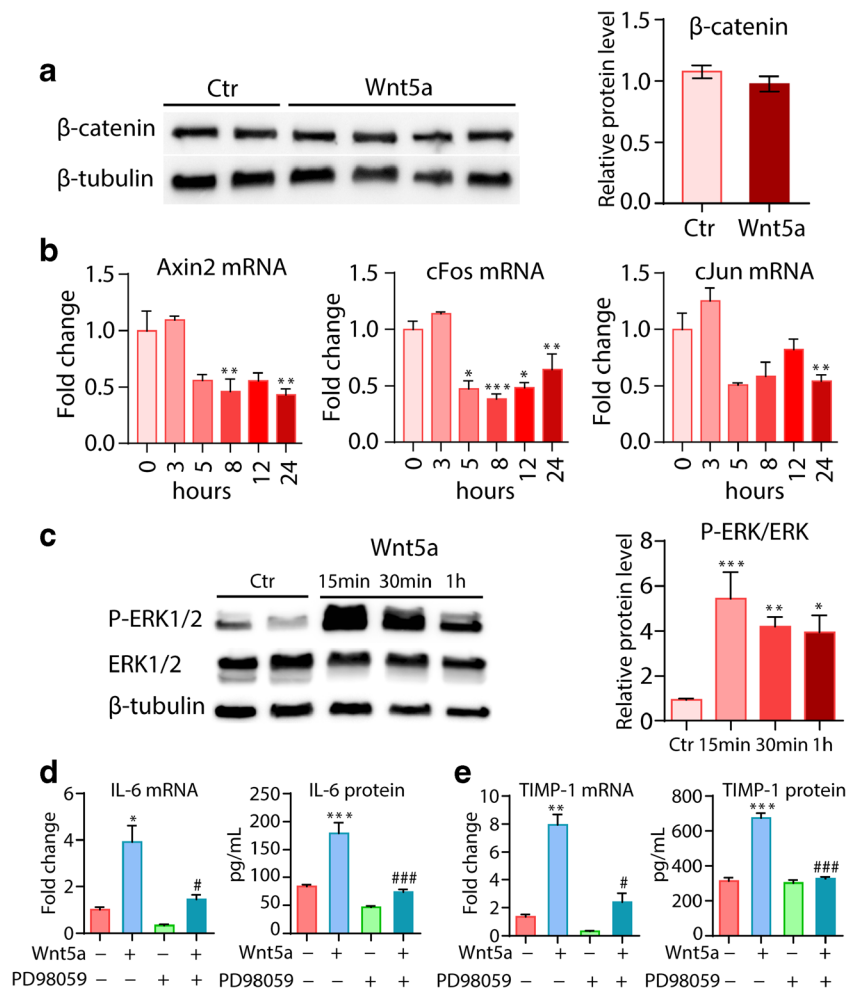 a
Ctr Wnt5a
β-catenin
β-tubulin
β-catenin
Relative protein level
1.5
1.0
0.5
0.0
Ctr Wnt5a
b
Axin2 mRNA
Fold change
1.5
1.0
0.5
0.0
** **
0 3 5 8 12 24
hours
cFos mRNA
Fold change
1.5
1.0
0.5
0.0
* *** * **
0 3 5 8 12 24
hours
cJun mRNA
Fold change
1.5
1.0
0.5
0.0
**
0 3 5 8 12 24
hours
c
Wnt5a
Ctr 15min 30min 1h
P-ERK1/2
ERK1/2
β-tubulin
P-ERK/ERK
Relative protein level
8
6
4
2
0
*** ** *
Ctr 15min 30min 1h
d
IL-6 mRNA
Fold change
6
4
2
0
* #
Wnt5a − + − +
PD98059 − − + +
IL-6 protein
pg/mL
250
200
150
100
50
0
*** ###
Wnt5a − + − +
PD98059 − − + +
e
TIMP-1 mRNA
Fold change
10
8
6
4
2
0
** #
Wnt5a − + − +
PD98059 − − + +
TIMP-1 protein
pg/mL
800
600
400
200
0
*** ###
Wnt5a − + − +
PD98059 − − + +